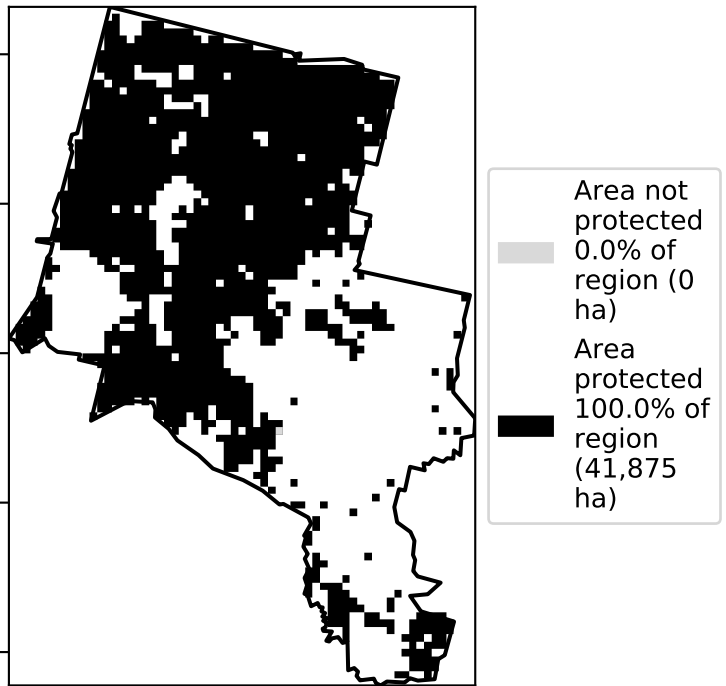 Area not
protected
0.0% of
region (0
ha)
Area
protected
100.0% of
region
(41,875
ha)